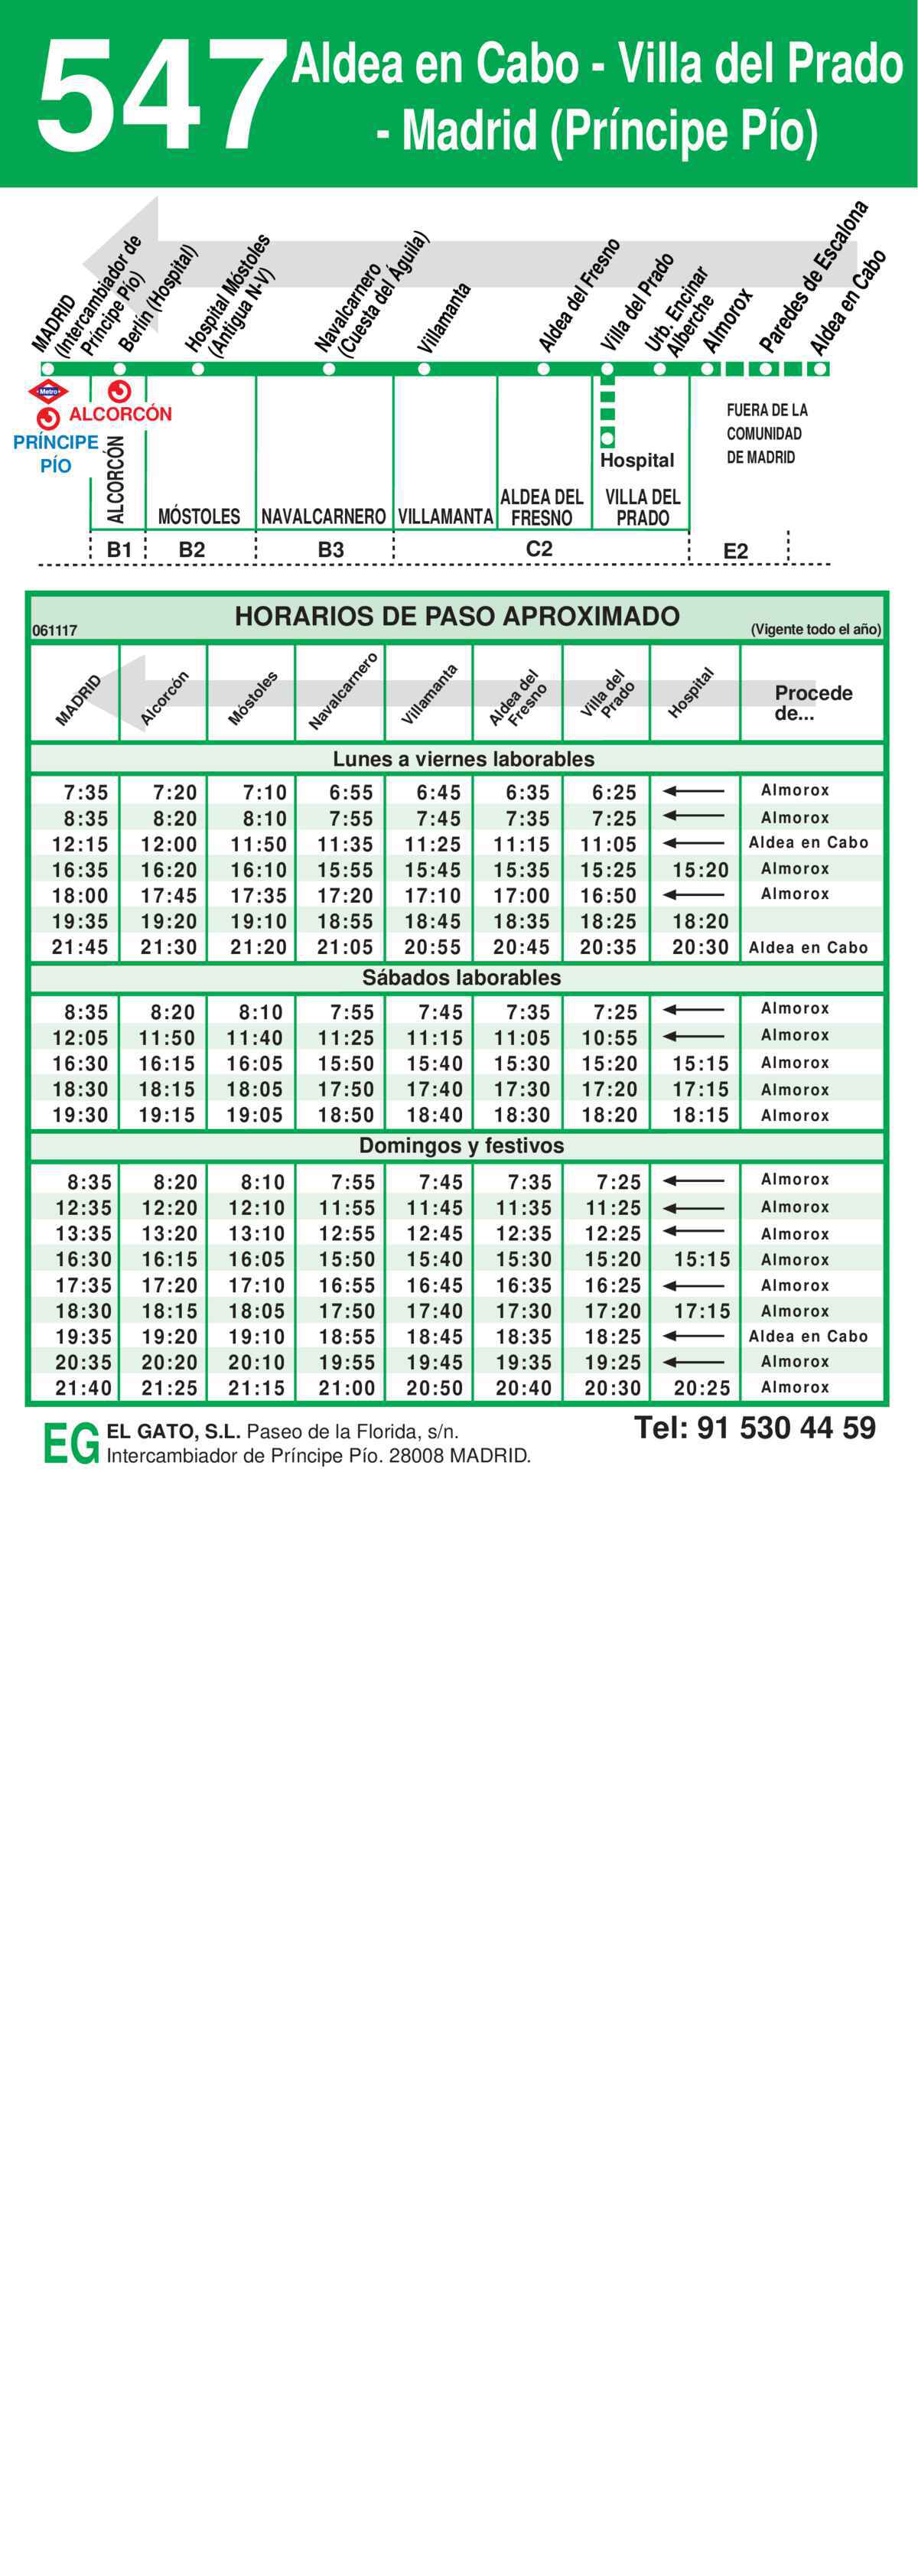 547 Aldea en Cabo - Villa del Prado
- Madrid (Príncipe Pío)
MADRID
(Intercambiador de
Príncipe Pío)
Berlín (Hospital)
Hospital Móstoles
(Antigua N-V)
Navalcarnero
(Cuesta del Águila)
Villamanta
Aldea del Fresno
Villa del Prado
Urb. Encinar
Alberche
Almorox
Paredes de Escalona
Aldea en Cabo
Metro
ALCORCÓN
PRÍNCIPE
PÍO
Hospital
FUERA DE LA
COMUNIDAD
DE MADRID
ALCORCÓN
MÓSTOLES
NAVALCARNERO
VILLAMANTA
ALDEA DEL
FRESNO
VILLA DEL
PRADO
B1 B2 B3 C2 E2
HORARIOS DE PASO APROXIMADO
061117
(Vigente todo el año)
MADRID
Alcorcón
Móstoles
Navalcarnero
Villamanta
Aldea del
Fresno
Villa del
Prado
Hospital
Procede
de...
Lunes a viernes laborables
7:35 7:20 7:10 6:55 6:45 6:35 6:25 ← Almorox
8:35 8:20 8:10 7:55 7:45 7:35 7:25 ← Almorox
12:15 12:00 11:50 11:35 11:25 11:15 11:05 ← Aldea en Cabo
16:35 16:20 16:10 15:55 15:45 15:35 15:25 15:20 Almorox
18:00 17:45 17:35 17:20 17:10 17:00 16:50 ← Almorox
19:35 19:20 19:10 18:55 18:45 18:35 18:25 18:20
21:45 21:30 21:20 21:05 20:55 20:45 20:35 20:30 Aldea en Cabo
Sábados laborables
8:35 8:20 8:10 7:55 7:45 7:35 7:25 ← Almorox
12:05 11:50 11:40 11:25 11:15 11:05 10:55 ← Almorox
16:30 16:15 16:05 15:50 15:40 15:30 15:20 15:15 Almorox
18:30 18:15 18:05 17:50 17:40 17:30 17:20 17:15 Almorox
19:30 19:15 19:05 18:50 18:40 18:30 18:20 18:15 Almorox
Domingos y festivos
8:35 8:20 8:10 7:55 7:45 7:35 7:25 ← Almorox
12:35 12:20 12:10 11:55 11:45 11:35 11:25 ← Almorox
13:35 13:20 13:10 12:55 12:45 12:35 12:25 ← Almorox
16:30 16:15 16:05 15:50 15:40 15:30 15:20 15:15 Almorox
17:35 17:20 17:10 16:55 16:45 16:35 16:25 ← Almorox
18:30 18:15 18:05 17:50 17:40 17:30 17:20 17:15 Almorox
19:35 19:20 19:10 18:55 18:45 18:35 18:25 ← Aldea en Cabo
20:35 20:20 20:10 19:55 19:45 19:35 19:25 ← Almorox
21:40 21:25 21:15 21:00 20:50 20:40 20:30 20:25 Almorox
EG
EL GATO, S.L. Paseo de la Florida, s/n.
Intercambiador de Príncipe Pío. 28008 MADRID.
Tel: 91 530 44 59